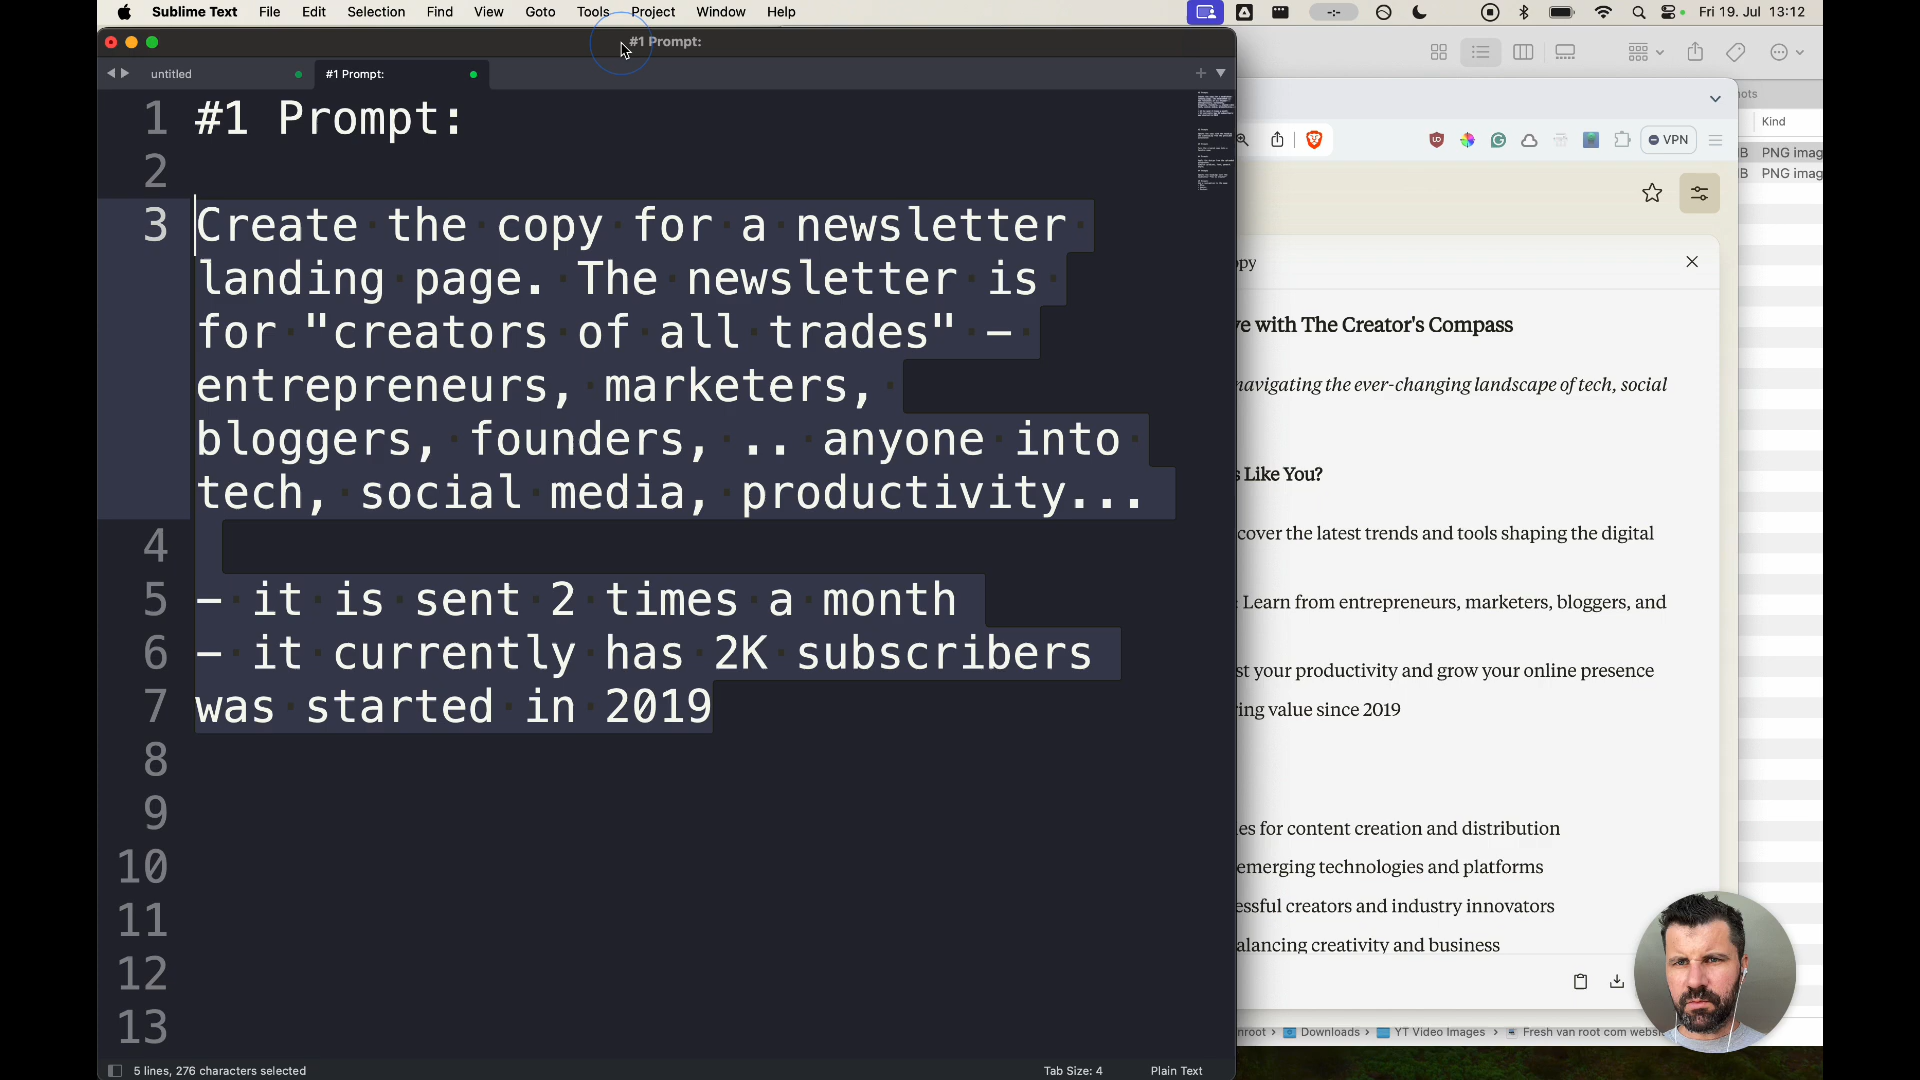 Sublime Text File Edit Selection Find View Goto Tools Project Window Help Fri 19. Jul 13:12
#1 Prompt:
untitled
#1 Prompt:
1 #1 Prompt:
2
3 Create the copy for a newsletter
landing page. The newsletter is
for "creators of all trades" –
entrepreneurs, marketers,
bloggers, founders, .. anyone into
tech, social media, productivity...
4
5 – it is sent 2 times a month
6 – it currently has 2K subscribers
7 was started in 2019
8
9
10
11
12
13
5 lines, 276 characters selected
Tab Size: 4
Plain Text
Kind
VPN
PNG imag
PNG imag
with The Creator's Compass
navigating the ever-changing landscape of tech, social
Like You?
cover the latest trends and tools shaping the digital
: Learn from entrepreneurs, marketers, bloggers, and
st your productivity and grow your online presence
ring value since 2019
es for content creation and distribution
emerging technologies and platforms
essful creators and industry innovators
alancing creativity and business
nroot › Downloads › YT Video Images › Fresh van root com websit